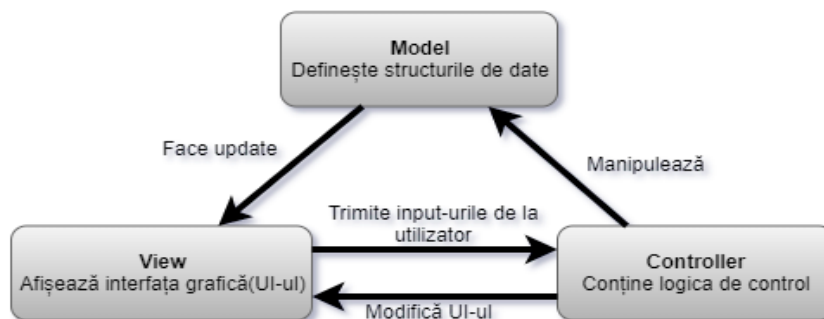 Model
Definește structurile de date
Face update
Manipulează
Trimite input-urile de la
utilizator
View
Afișează interfața grafică(UI-ul)
Controller
Conține logica de control
Modifică UI-ul